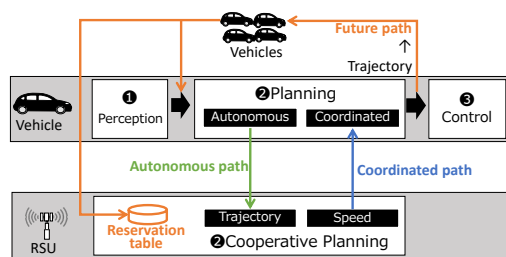 Vehicles
Future path
↑
Trajectory
Vehicle
❶
Perception
❷Planning
Autonomous
Coordinated
❸
Control
Autonomous path
Coordinated path
RSU
Reservation
table
Trajectory
Speed
❷Cooperative Planning